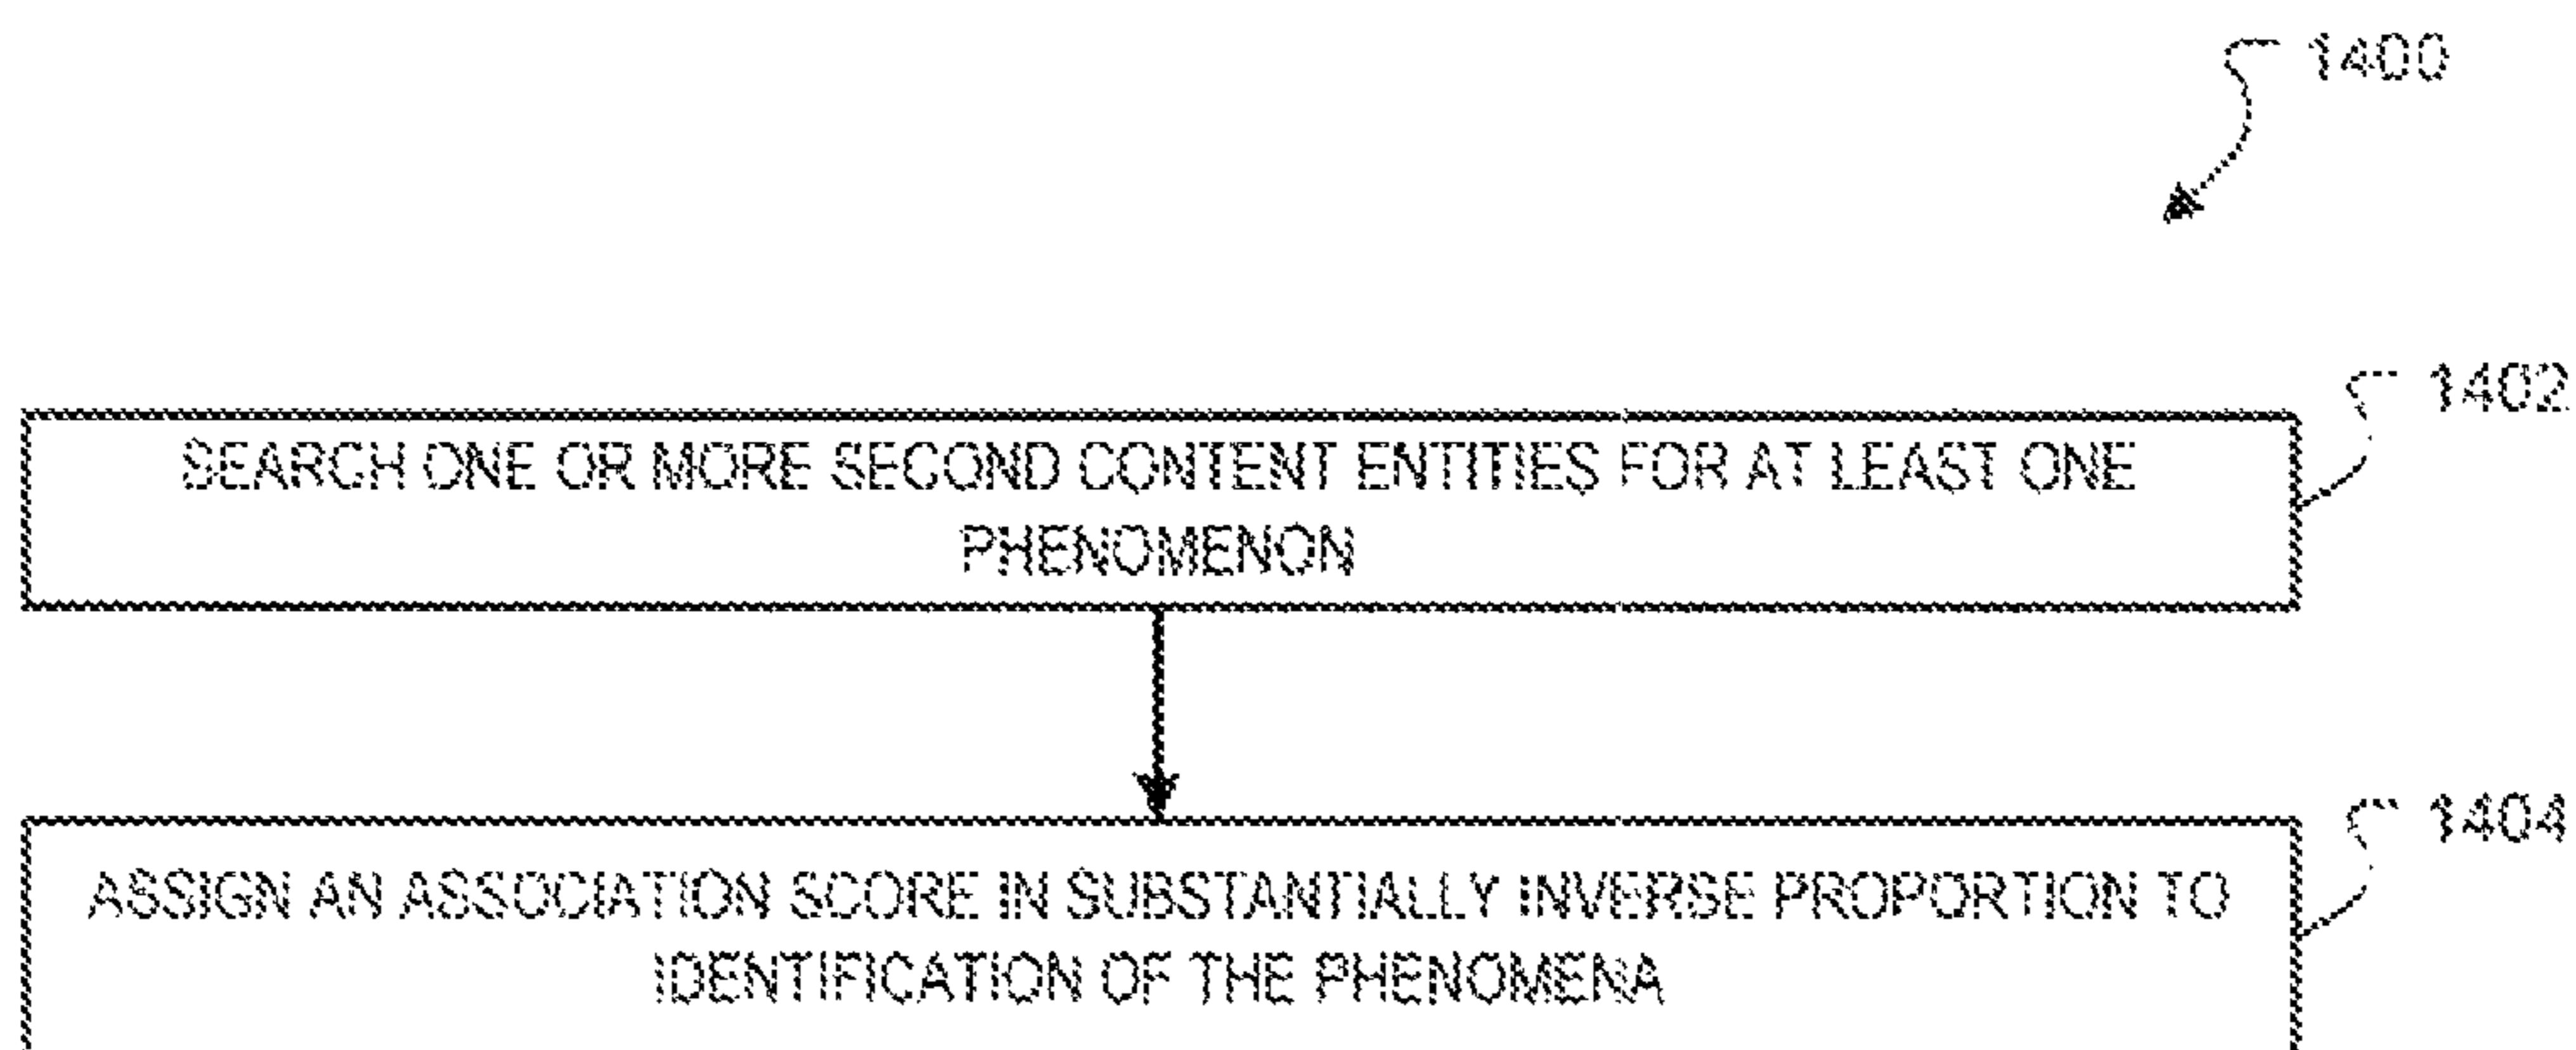 1400
1402
SEARCH ONE OR MORE SECOND CONTENT ENTITIES FOR AT LEAST ONE
PHENOMENON
1404
ASSIGN AN ASSOCIATION SCORE IN SUBSTANTIALLY INVERSE PROPORTION TO
IDENTIFICATION OF THE PHENOMENA